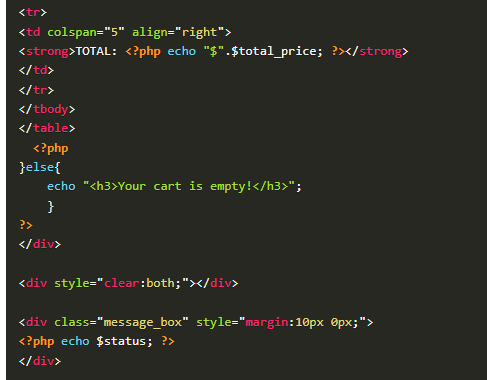 <tr>
<td colspan="5" align="right">
<strong>TOTAL: <?php echo "$".$total_price; ?></strong>
</td>
</tr>
</tbody>
</table>
  <?php
}else{
    echo "<h3>Your cart is empty!</h3>";
    }
?>
</div>

<div style="clear:both;"></div>

<div class="message_box" style="margin:10px 0px;">
<?php echo $status; ?>
</div>